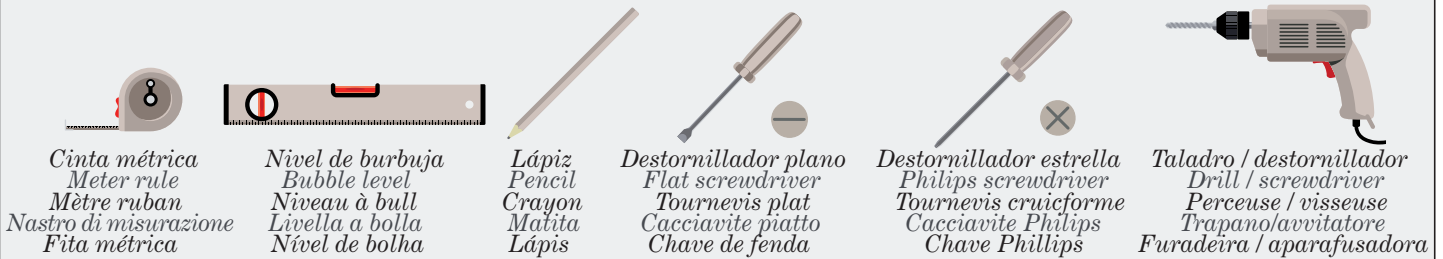 Cinta métrica
Meter rule
Mètre ruban
Nastro di misurazione
Fita métrica
Nivel de burbuja
Bubble level
Niveau à bull
Livella a bolla
Nível de bolha
Lápiz
Pencil
Crayon
Matita
Lápis
Destornillador plano
Flat screwdriver
Tournevis plat
Cacciavite piatto
Chave de fenda
Destornillador estrella
Philips screwdriver
Tournevis cruicforme
Cacciavite Philips
Chave Phillips
Taladro / destornillador
Drill / screwdriver
Perceuse / visseuse
Trapano/avvitatore
Furadeira / aparafusadora